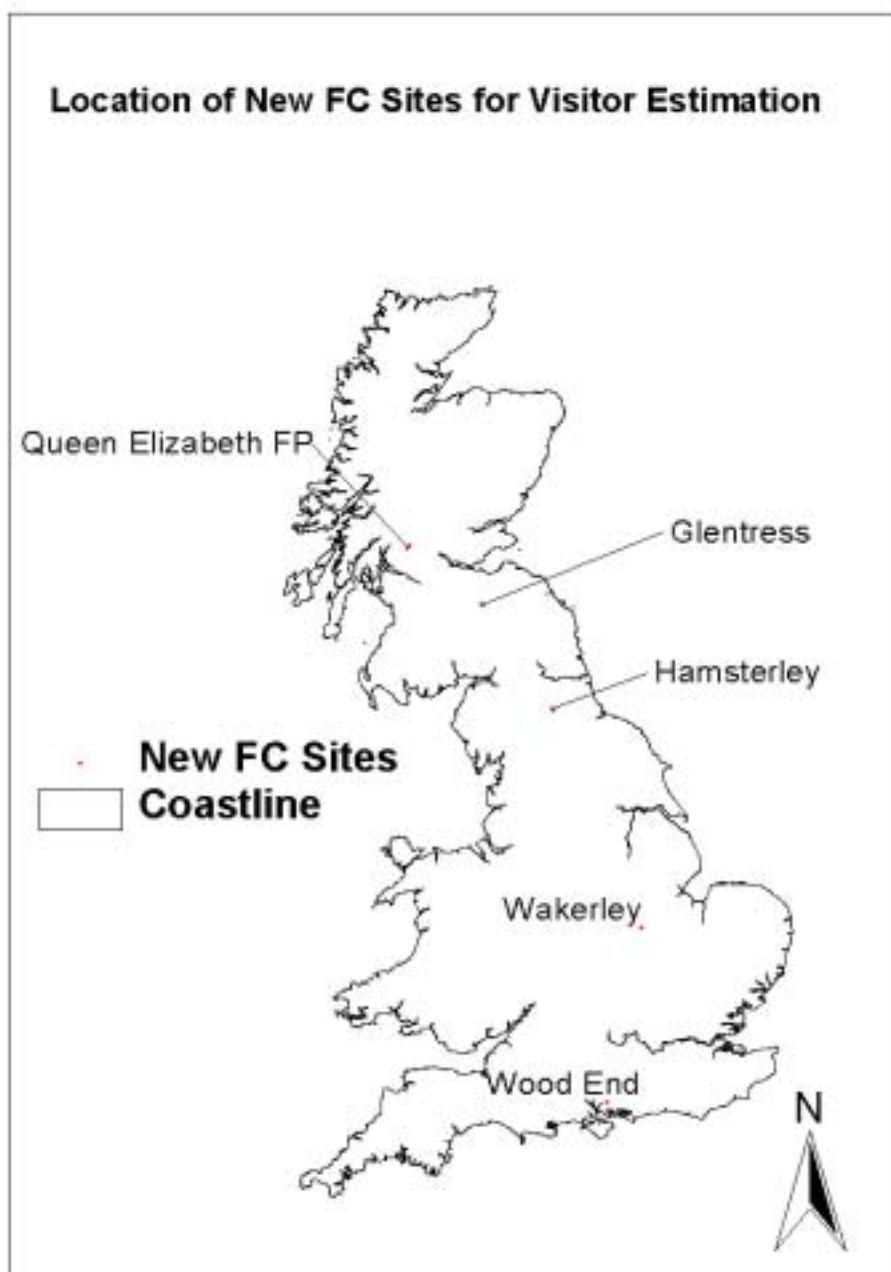 Location of New FC Sites for Visitor Estimation
Queen Elizabeth FP
Glentress
Hamsterley
New FC Sites
Coastline
Wakerley
Wood End
N